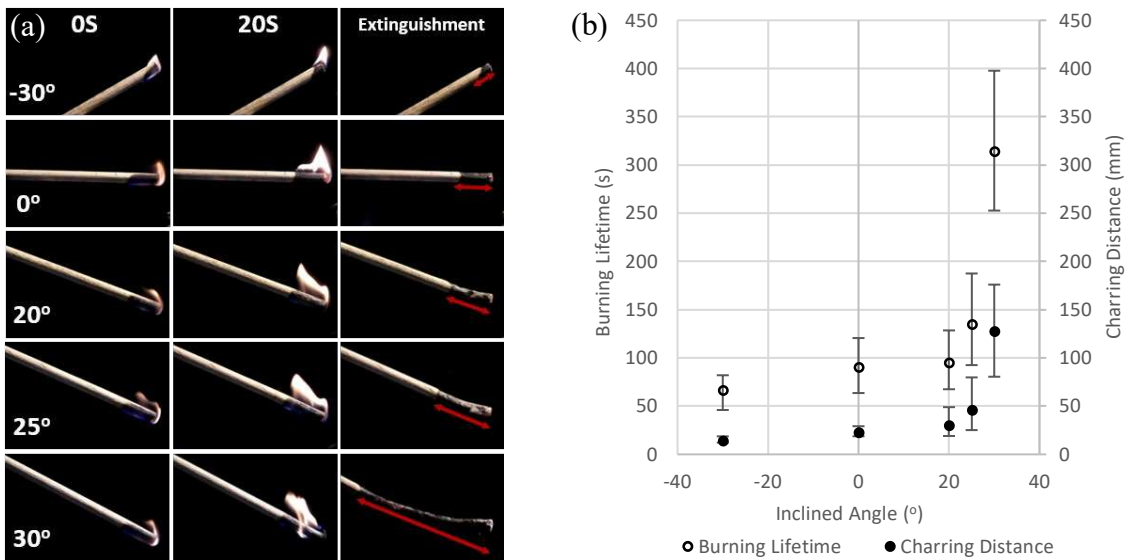 (a)
0S 20S Extinguishment
-30°
0°
20°
25°
30°
(b)
450 450
400 400
350 350
300 300
250 250
200 200
150 150
100 100
50 50
0 0
-40 -20 0 20 40
Burning Lifetime (s)
Charring Distance (mm)
Inclined Angle (°)
Burning Lifetime Charring Distance